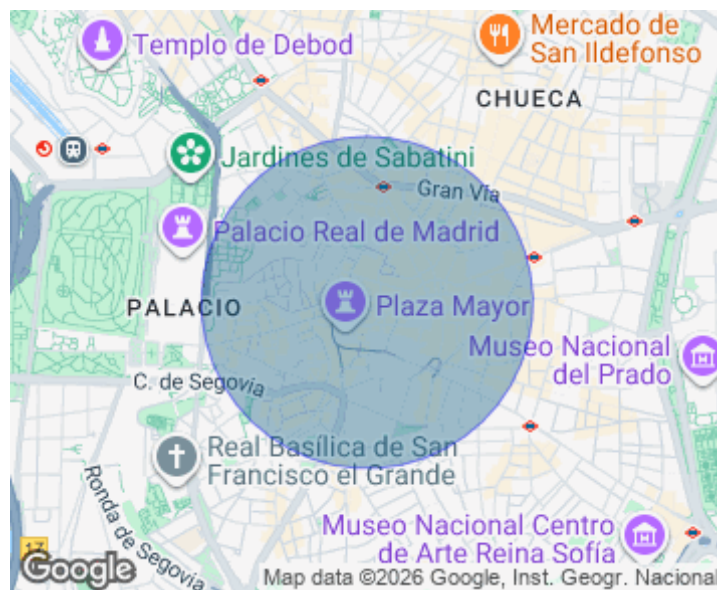 Mercado de
San Ildefonso
Templo de Debod
CHUECA
Jardines de Sabatini
Gran Vía
Palacio Real de Madrid
PALACIO
Plaza Mayor
Museo Nacional
del Prado
C. de Segovia
Real Basílica de San
Francisco el Grande
Ronda de Segovia
Museo Nacional Centro
de Arte Reina Sofía
17
Google
Map data ©2026 Google, Inst. Geogr. Nacional